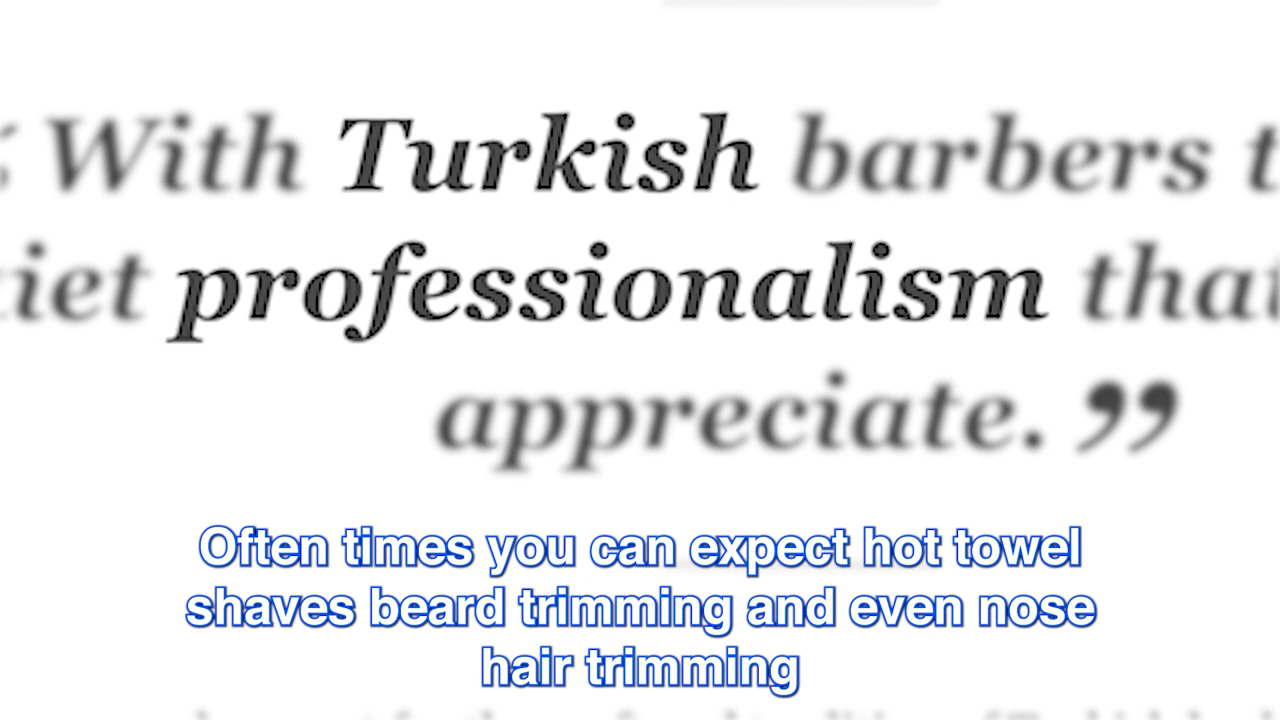 With Turkish barbers
professionalism that
appreciate. ”
Often times you can expect hot towel
shaves beard trimming and even nose
hair trimming